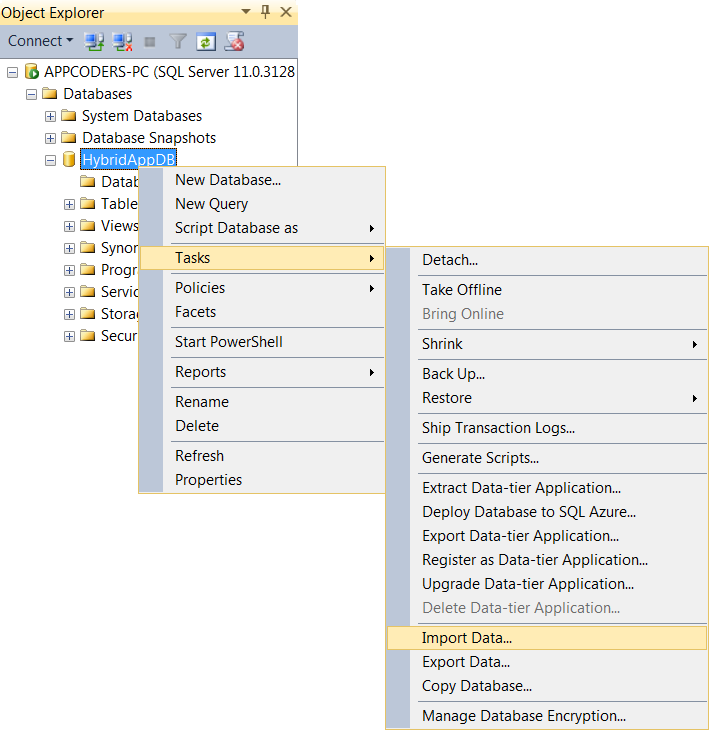 Object Explorer
Connect
APPCODERS-PC (SQL Server 11.0.3128
Databases
System Databases
Database Snapshots
HybridAppDB
Datab
Table
Views
Synor
Progr
Servic
Storag
Secur
New Database...
New Query
Script Database as
Tasks
Policies
Facets
Start PowerShell
Reports
Rename
Delete
Refresh
Properties
Detach...
Take Offline
Bring Online
Shrink
Back Up...
Restore
Ship Transaction Logs...
Generate Scripts...
Extract Data-tier Application...
Deploy Database to SQL Azure...
Export Data-tier Application...
Register as Data-tier Application...
Upgrade Data-tier Application...
Delete Data-tier Application...
Import Data...
Export Data...
Copy Database...
Manage Database Encryption...